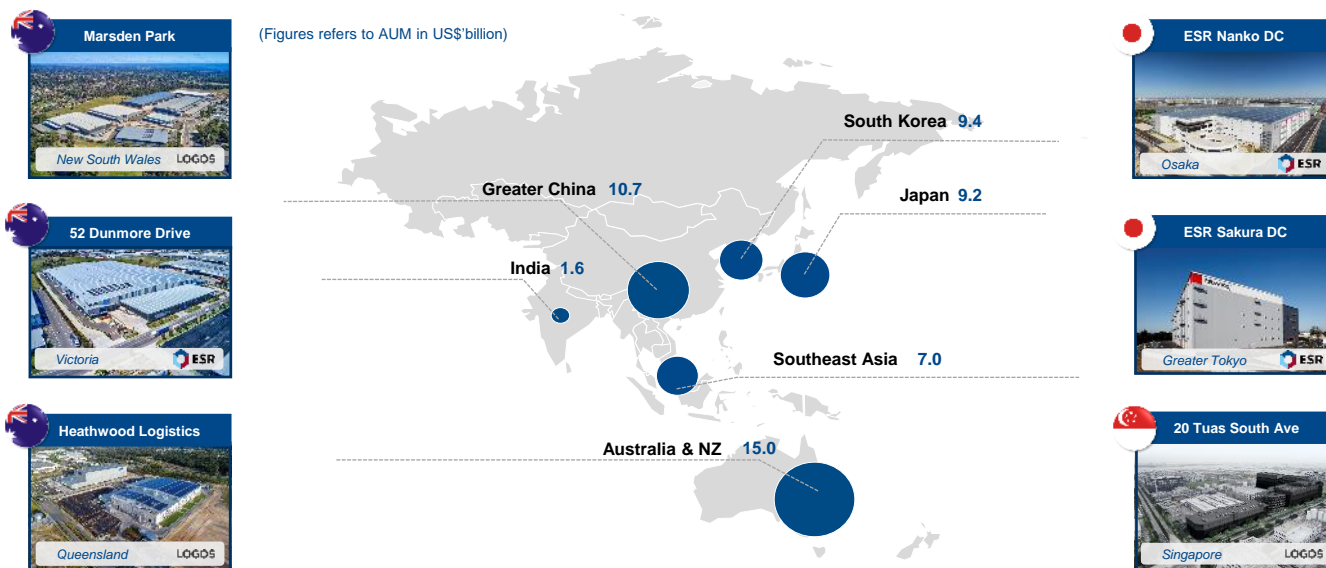 Marsden Park
New South Wales LOGOS
52 Dunmore Drive
Victoria ESR
Heathwood Logistics
Queensland LOGOS
(Figures refers to AUM in US$'billion)
South Korea 9.4
Greater China 10.7
Japan 9.2
India 1.6
Southeast Asia 7.0
Australia & NZ 15.0
ESR Nanko DC
Osaka ESR
ESR Sakura DC
Greater Tokyo ESR
20 Tuas South Ave
Singapore LOGOS